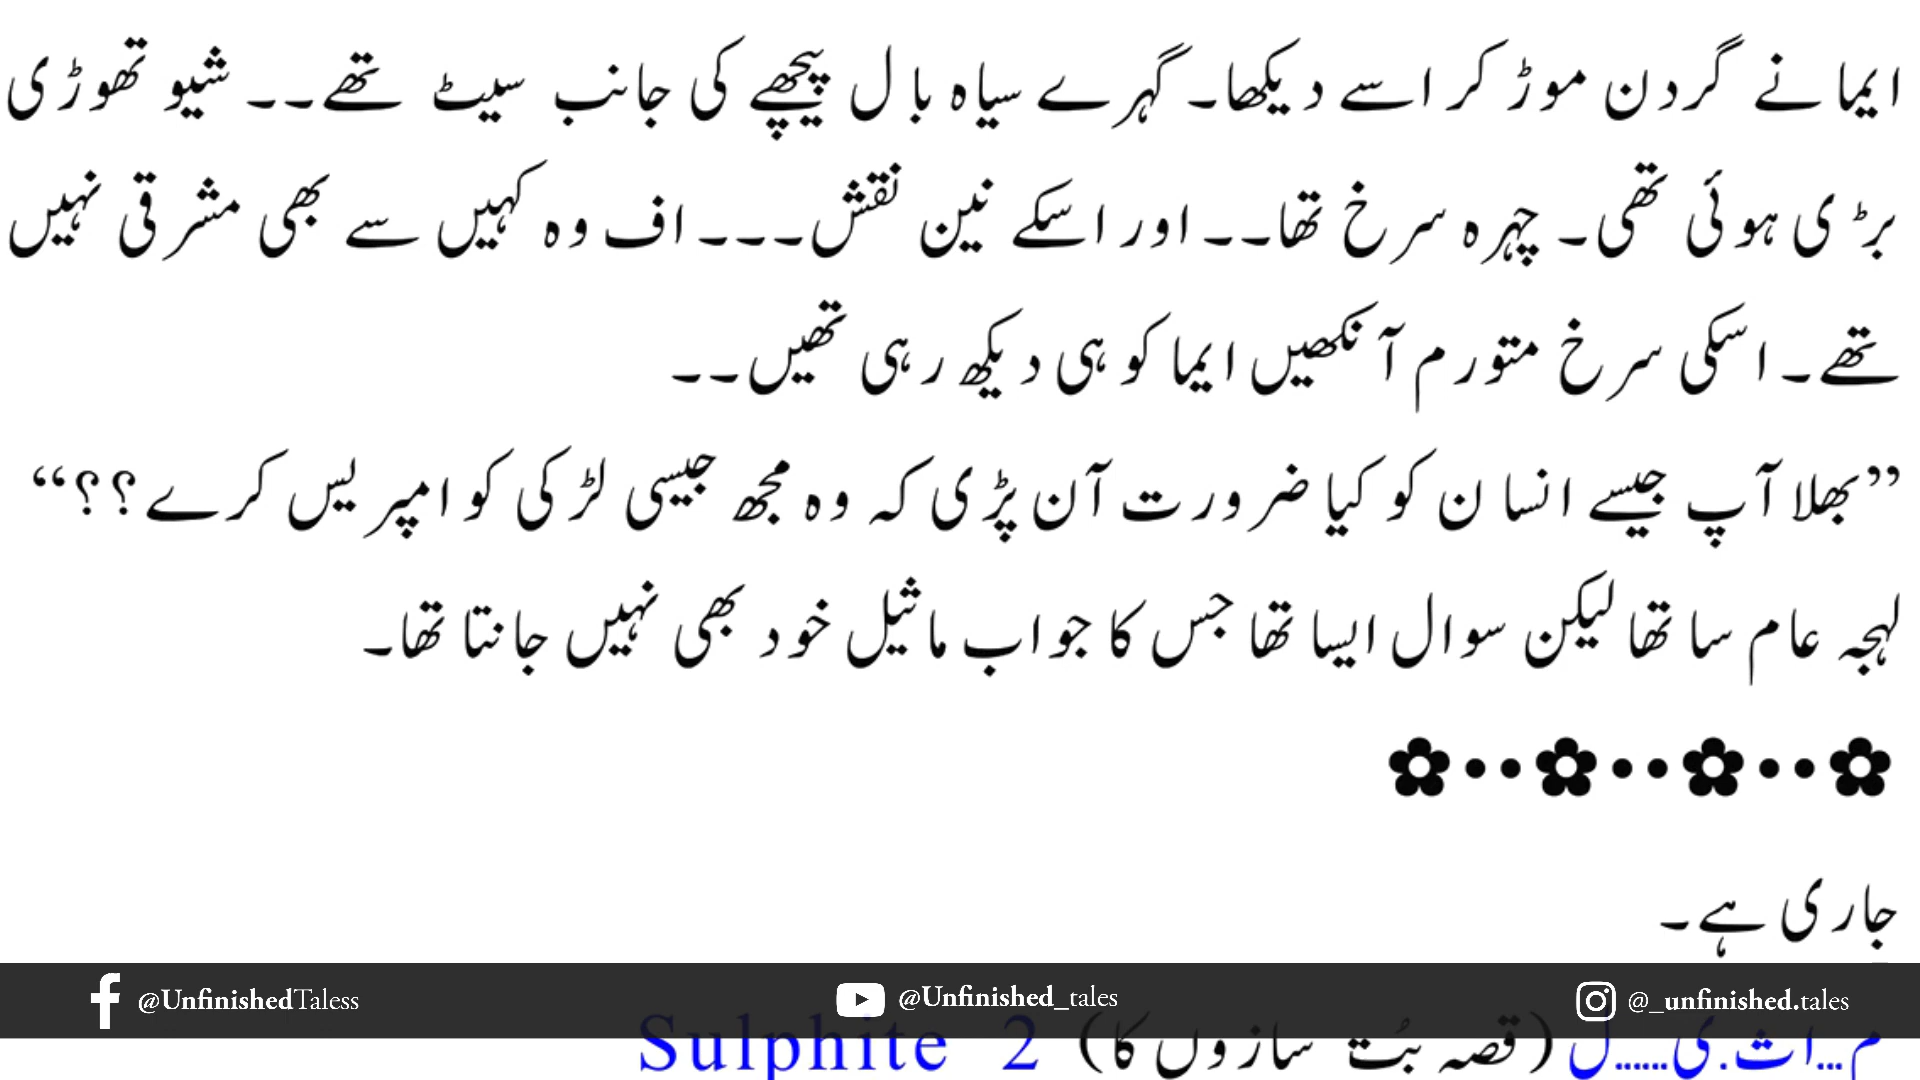 ایما نے گردن موڑ کر اسے دیکھا۔ گہرے سیاہ بال پیچھے کی جانب سیٹ تھے۔۔ شیو تھوڑی
بڑی ہوئی تھی۔ چہرہ سرخ تھا۔۔ اور اسکے نین نقش۔۔۔ اف وہ کہیں سے بھی مشرقی نہیں
تھے۔ اسکی سرخ متورم آنکھیں ایما کو ہی دیکھ رہی تھیں۔۔
”بھلا آپ جیسے انسان کو کیا ضرورت آن پڑی کہ وہ مجھ جیسی لڑکی کو امپریس کرے؟؟“
لہجہ عام سا تھا لیکن سوال ایسا تھا جس کا جواب ماثیل خود بھی نہیں جانتا تھا۔
✿••✿••✿••✿
جاری ہے۔
@UnfinishedTaless @Unfinished_tales @_unfinished.tales
م...اث.ی......ل (قصہ بُت سازوں کا) Sulphite 2